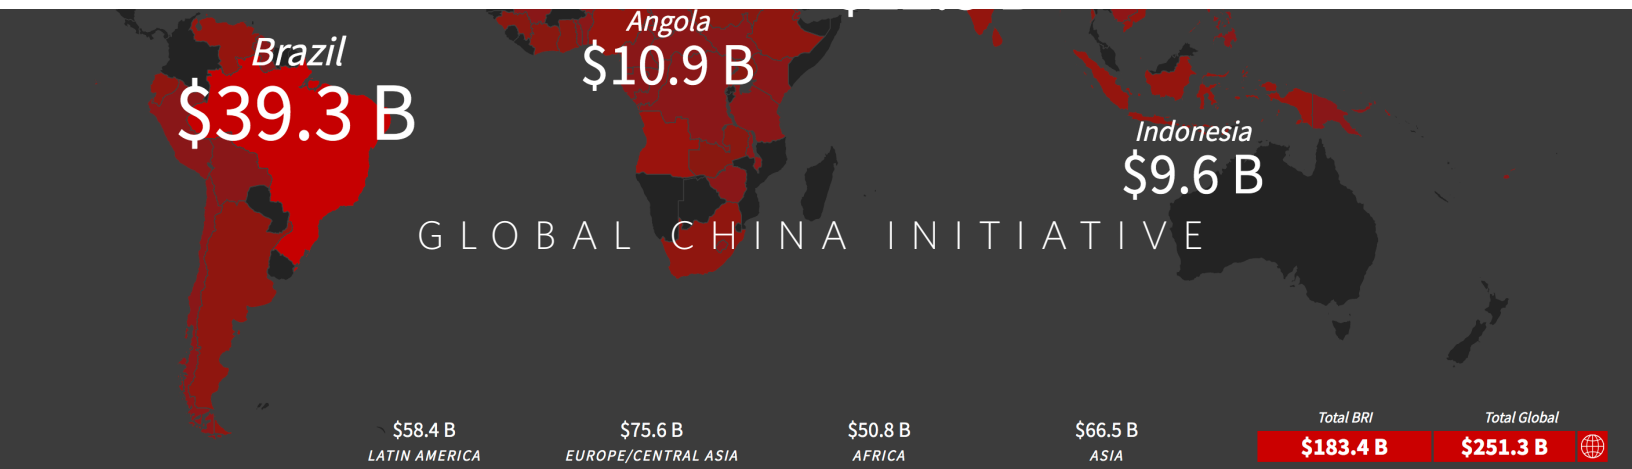 Brazil
$39.3 B
Angola
$10.9 B
Indonesia
$9.6 B
GLOBAL CHINA INITIATIVE
$58.4 B
LATIN AMERICA
$75.6 B
EUROPE/CENTRAL ASIA
$50.8 B
AFRICA
$66.5 B
ASIA
Total BRI
$183.4 B
Total Global
$251.3 B